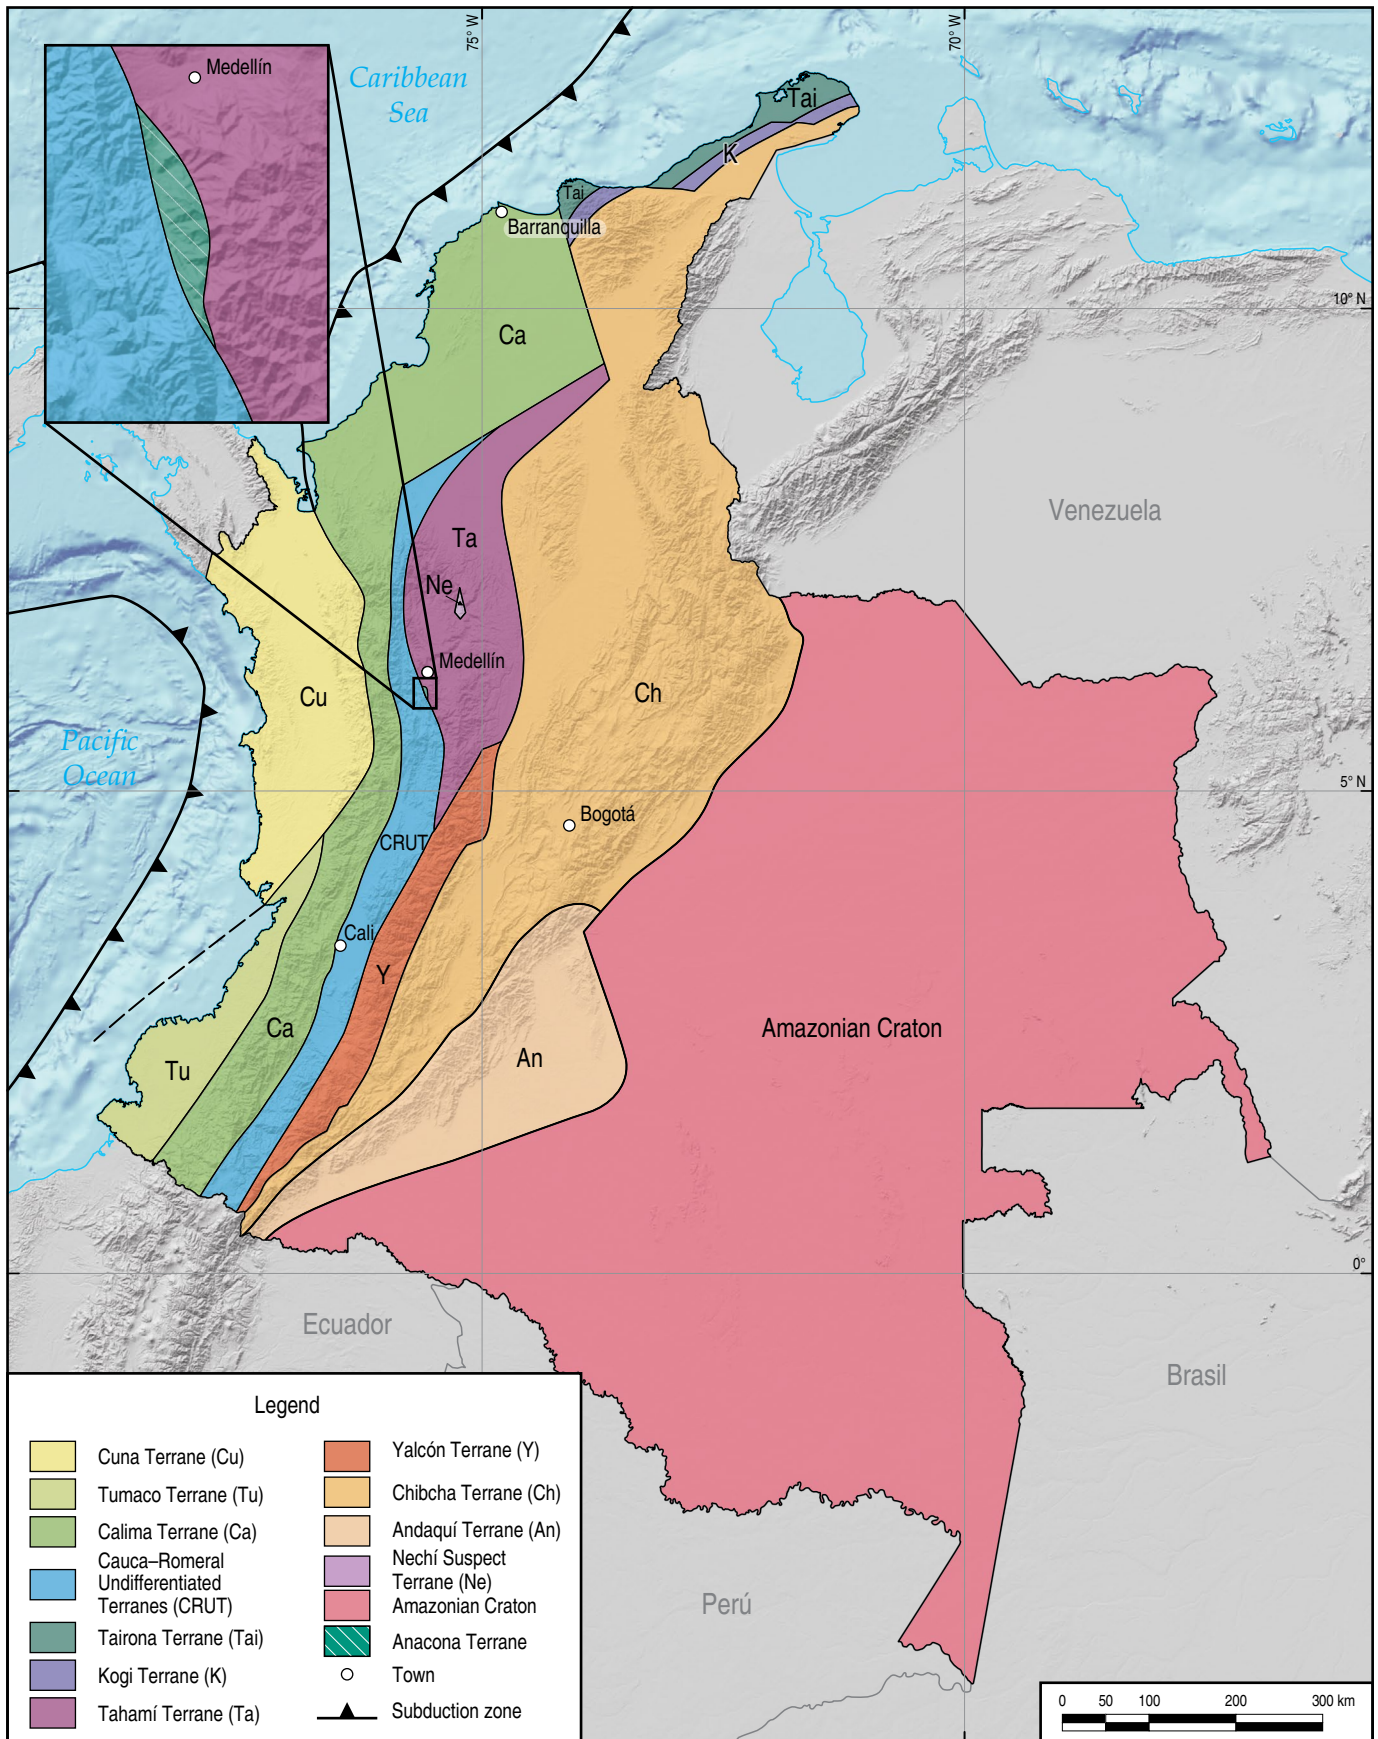 75° W
70° W
Medellín
Caribbean
Sea
Tai
K
Tai
Barranquilla
10° N
Ca
Venezuela
Ta
Ne
Medellín
Cu
Ch
Pacific
Ocean
5° N
Bogotá
CRUT
Cali
Y
Ca
Amazonian Craton
An
Tu
0°
Ecuador
Brasil
Perú
Legend
Cuna Terrane (Cu)
Tumaco Terrane (Tu)
Calima Terrane (Ca)
Cauca–Romeral
Undifferentiated
Terranes (CRUT)
Tairona Terrane (Tai)
Kogi Terrane (K)
Tahamí Terrane (Ta)
Yalcón Terrane (Y)
Chibcha Terrane (Ch)
Andaquí Terrane (An)
Nechí Suspect
Terrane (Ne)
Amazonian Craton
Anacona Terrane
Town
Subduction zone
0 50 100 200 300 km